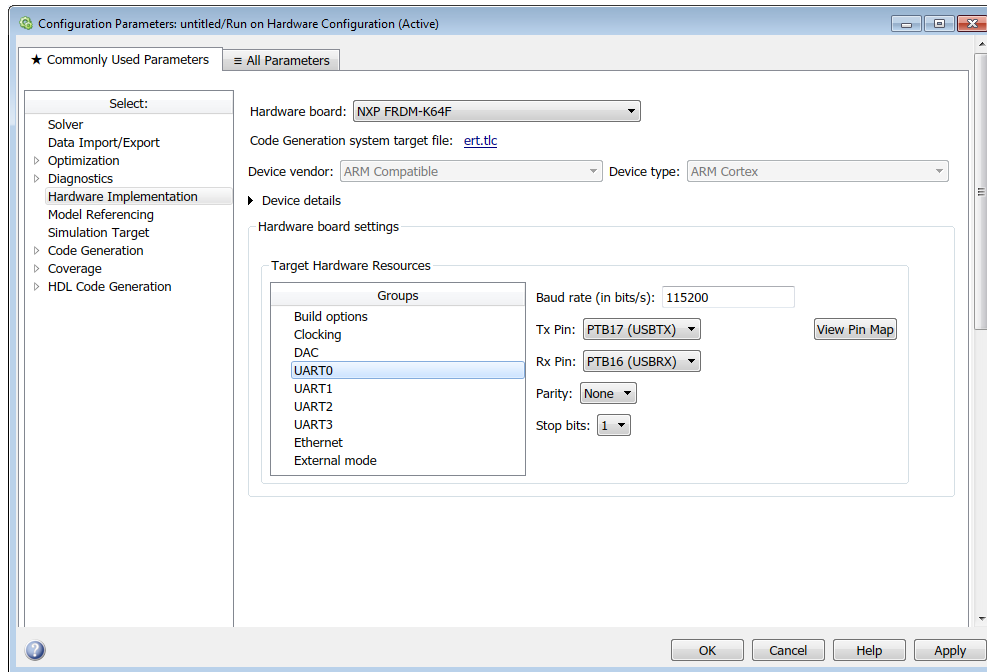 Configuration Parameters: untitled/Run on Hardware Configuration (Active)
★ Commonly Used Parameters
≡ All Parameters
Select:
Solver
Data Import/Export
Optimization
Diagnostics
Hardware Implementation
Model Referencing
Simulation Target
Code Generation
Coverage
HDL Code Generation
Hardware board: NXP FRDM-K64F
Code Generation system target file: ert.tlc
Device vendor: ARM Compatible Device type: ARM Cortex
Device details
Hardware board settings
Target Hardware Resources
Groups
Build options
Clocking
DAC
UART0
UART1
UART2
UART3
Ethernet
External mode
Baud rate (in bits/s): 115200
Tx Pin: PTB17 (USBTX) View Pin Map
Rx Pin: PTB16 (USBRX)
Parity: None
Stop bits: 1
OK Cancel Help Apply